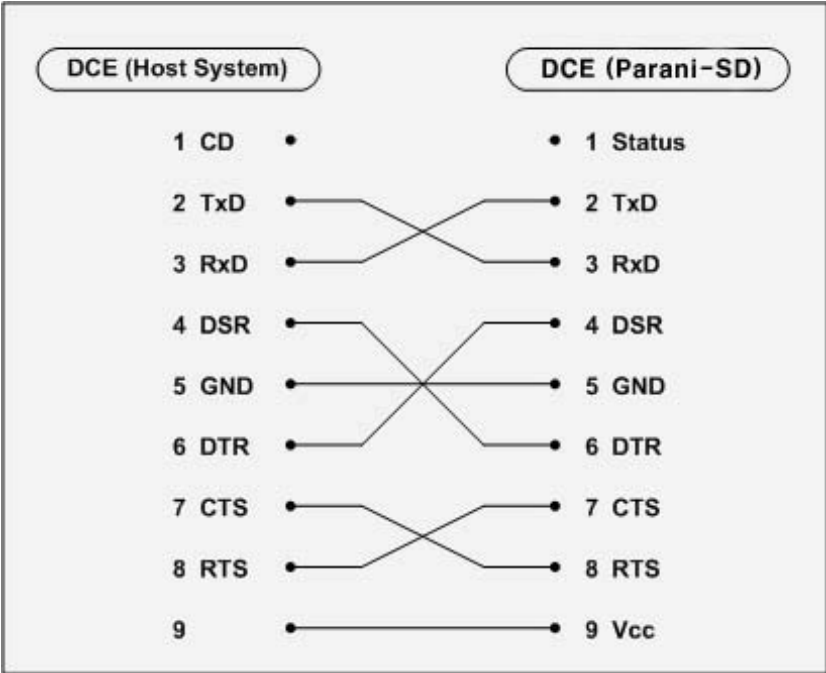 DCE (Host System) DCE (Parani-SD)
1 CD 1 Status
2 TxD 2 TxD
3 RxD 3 RxD
4 DSR 4 DSR
5 GND 5 GND
6 DTR 6 DTR
7 CTS 7 CTS
8 RTS 8 RTS
9 9 Vcc